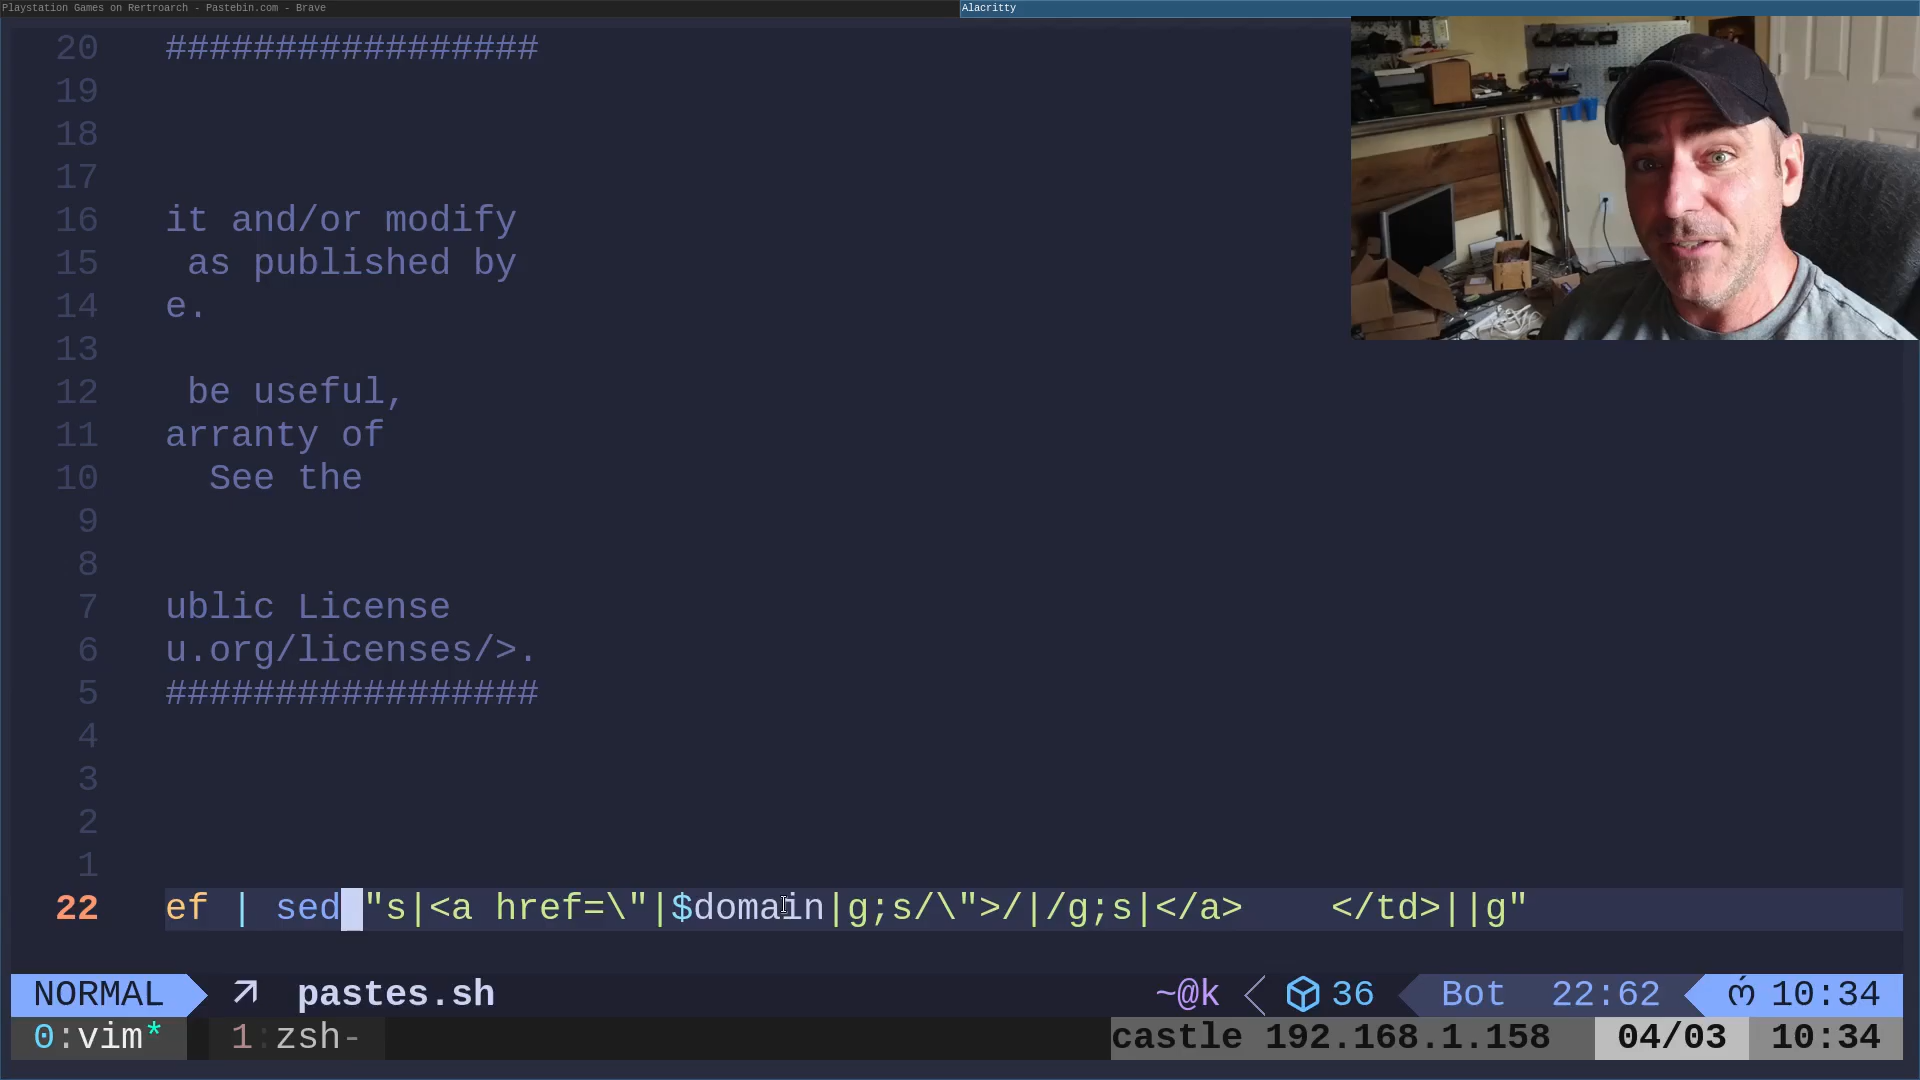 Playstation Games on Rertroarch - Pastebin.com - Brave
Alacritty
20 #################
19
18
17
16 it and/or modify
15 as published by
14 e.
13
12 be useful,
11 arranty of
10 See the
9
8
7 ublic License
6 u.org/licenses/>.
5 #################
4
3
2
1
22 ef | sed "s|<a href=\"|$domain|g;s/\">/|/g;s|</a>    </td>||g"
NORMAL pastes.sh ~@k 36 Bot 22:62 10:34
0:vim* 1:zsh- castle 192.168.1.158 04/03 10:34